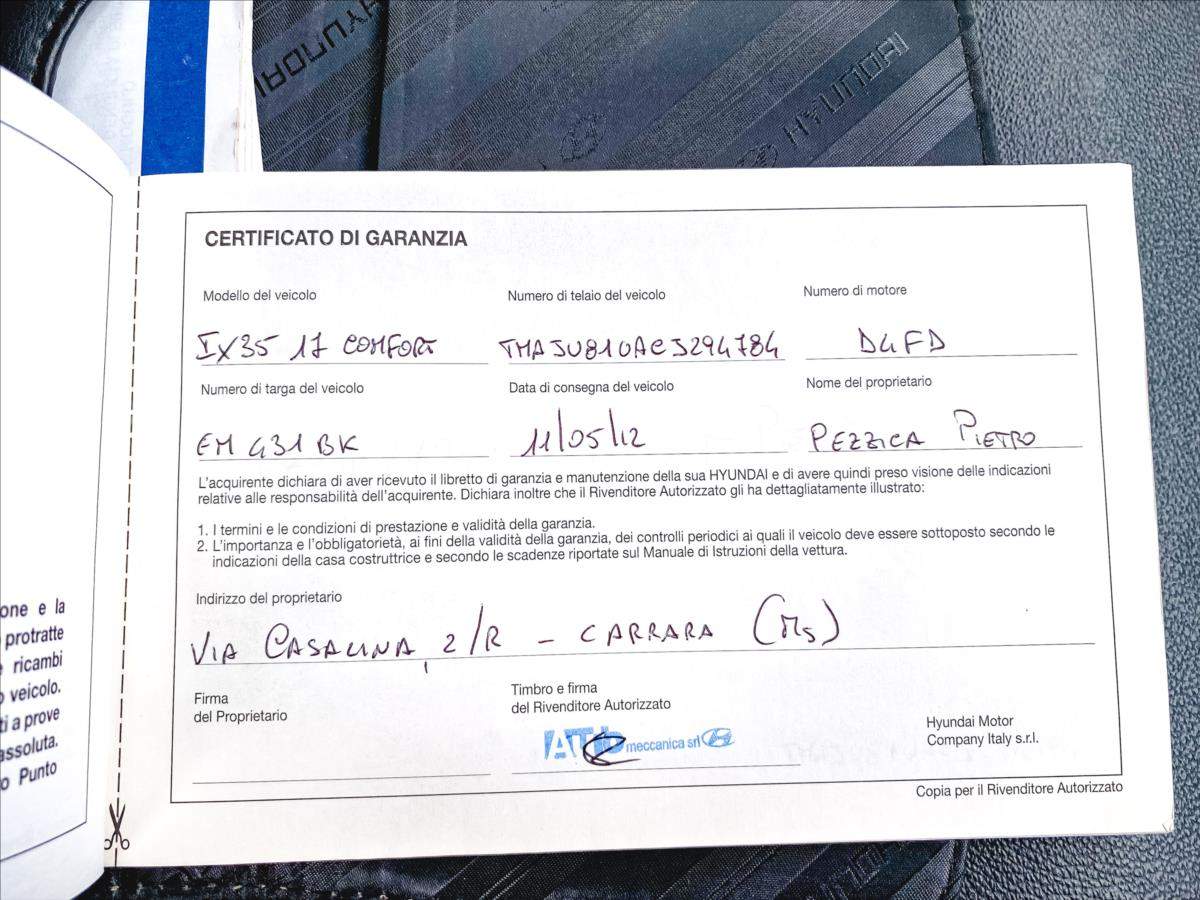 HYUNDAI
HYUNDAI
CERTIFICATO DI GARANZIA
Modello del veicolo
Numero di telaio del veicolo
Numero di motore
IX35 17 COMFORT
TMAJU81UACJ294784
D4FD
Numero di targa del veicolo
Data di consegna del veicolo
Nome del proprietario
EM 431 BK
11/05/12
PEZZICA PIETRO
L'acquirente dichiara di aver ricevuto il libretto di garanzia e manutenzione della sua HYUNDAI e di avere quindi preso visione delle indicazioni
relative alle responsabilità dell'acquirente. Dichiara inoltre che il Rivenditore Autorizzato gli ha dettagliatamente illustrato:
1. I termini e le condizioni di prestazione e validità della garanzia.
2. L'importanza e l'obbligatorietà, ai fini della validità della garanzia, dei controlli periodici ai quali il veicolo deve essere sottoposto secondo le
indicazioni della casa costruttrice e secondo le scadenze riportate sul Manuale di Istruzioni della vettura.
Indirizzo del proprietario
VIA CASALINA, 2/R - CARRARA (MS)
Firma
del Proprietario
Timbro e firma
del Rivenditore Autorizzato
meccanica srl
Hyundai Motor
Company Italy s.r.l.
Copia per il Rivenditore Autorizzato
one e la
protratte
ricambi
veicolo.
ti a prove
assoluta.
o Punto